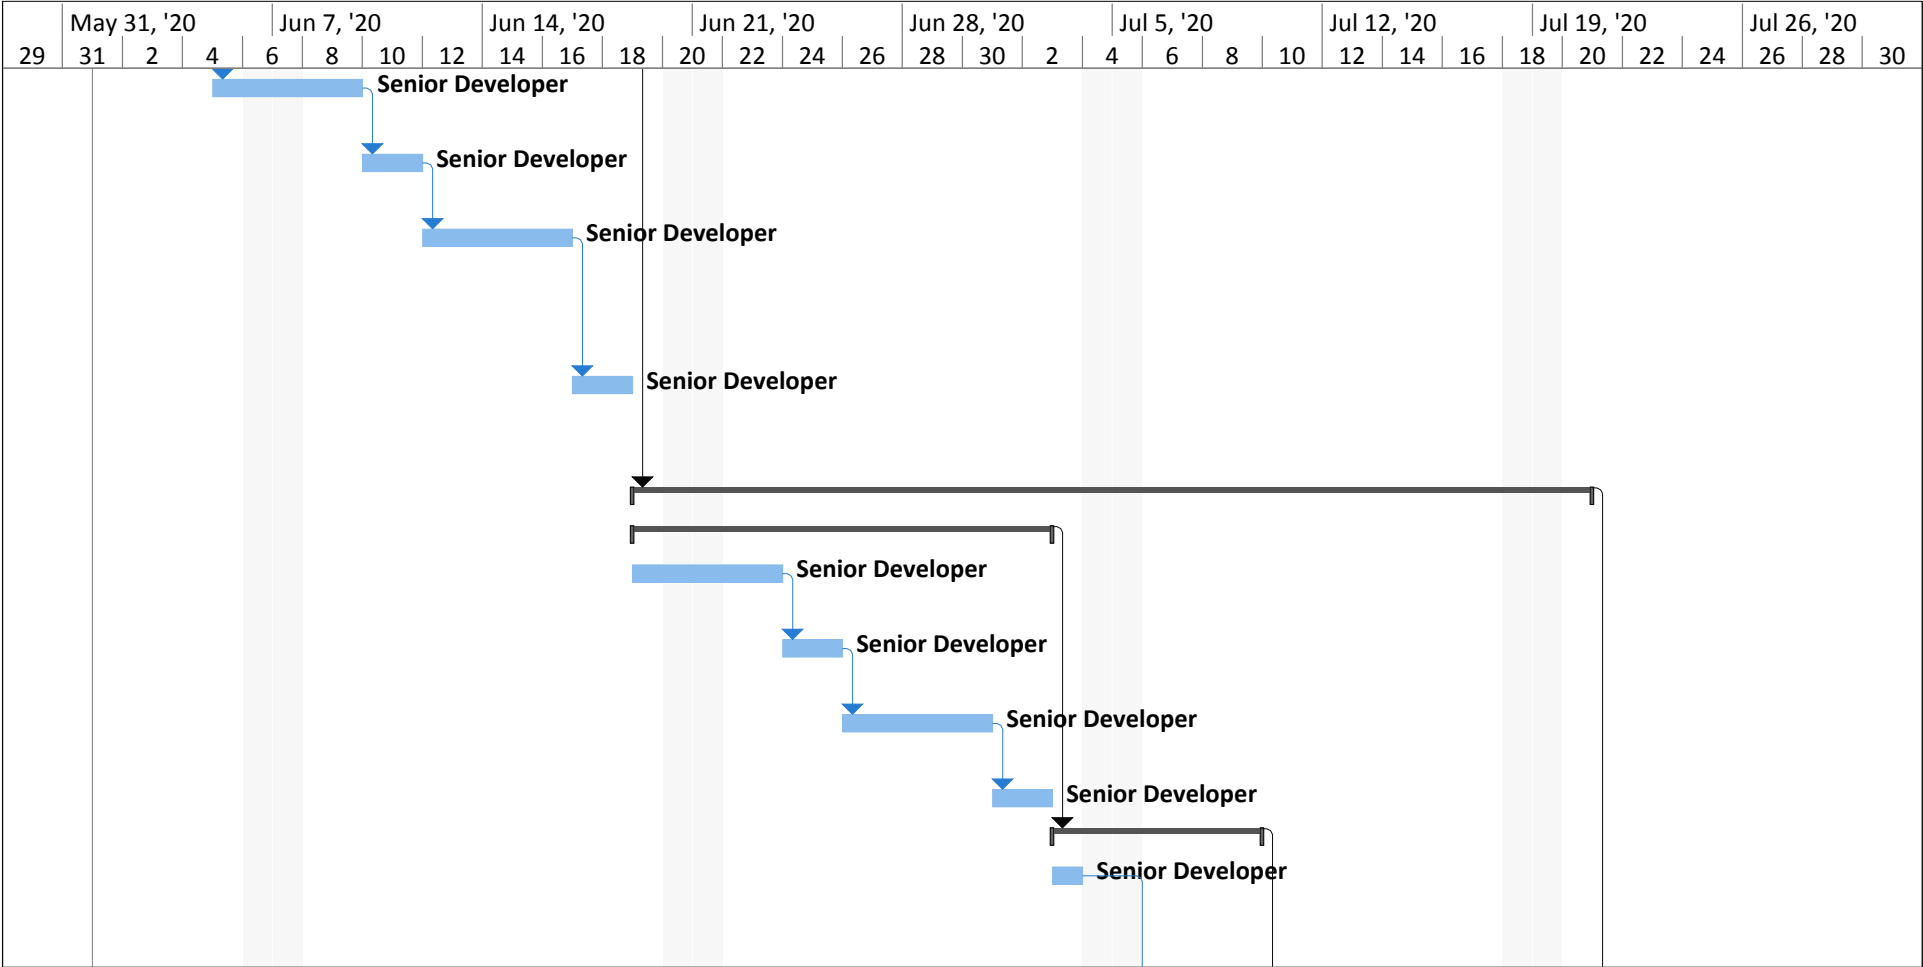 May 31, '20 Jun 7, '20 Jun 14, '20 Jun 21, '20 Jun 28, '20 Jul 5, '20 Jul 12, '20 Jul 19, '20 Jul 26, '20
29 31 2 4 6 8 10 12 14 16 18 20 22 24 26 28 30 2 4 6 8 10 12 14 16 18 20 22 24 26 28 30
Senior Developer
Senior Developer
Senior Developer
Senior Developer
Senior Developer
Senior Developer
Senior Developer
Senior Developer
Senior Developer